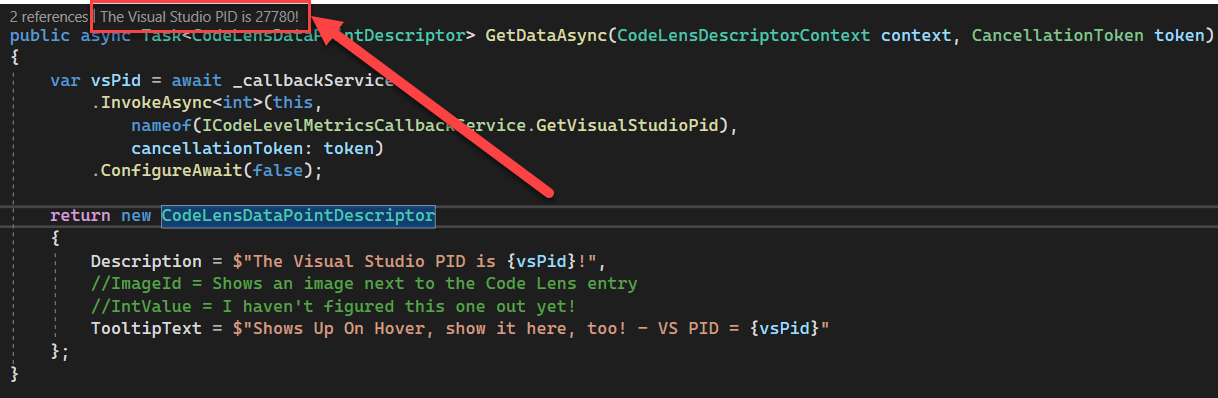 2 references | The Visual Studio PID is 27780!
public async Task<CodeLensDataPointDescriptor> GetDataAsync(CodeLensDescriptorContext context, CancellationToken token)
{
    var vsPid = await _callbackService
        .InvokeAsync<int>(this,
            nameof(ICodeLevelMetricsCallbackService.GetVisualStudioPid),
            cancellationToken: token)
        .ConfigureAwait(false);
    return new CodeLensDataPointDescriptor
    {
        Description = $"The Visual Studio PID is {vsPid}!",
        //ImageId = Shows an image next to the Code Lens entry
        //IntValue = I haven't figured this one out yet!
        TooltipText = $"Shows Up On Hover, show it here, too! - VS PID = {vsPid}"
    };
}